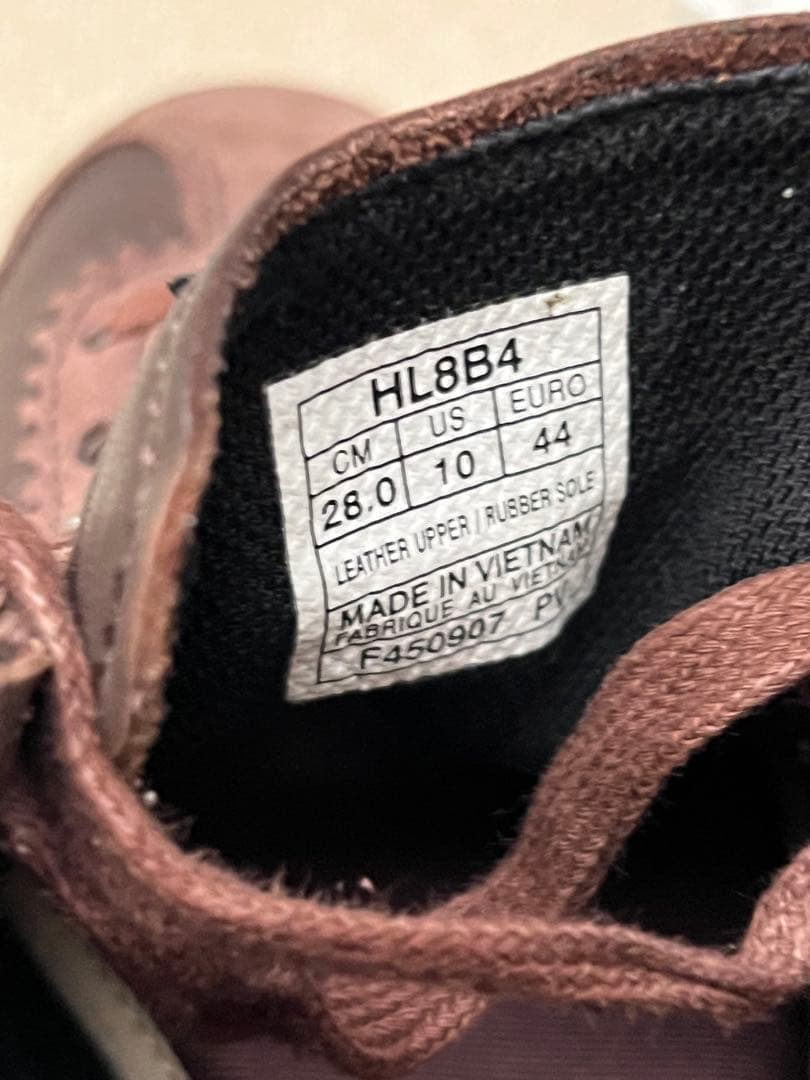 HL8B4
CM US EURO
28.0 10 44
LEATHER UPPER / RUBBER SOLE
MADE IN VIETNAM
FABRIQUE AU VIETNAM
F450907